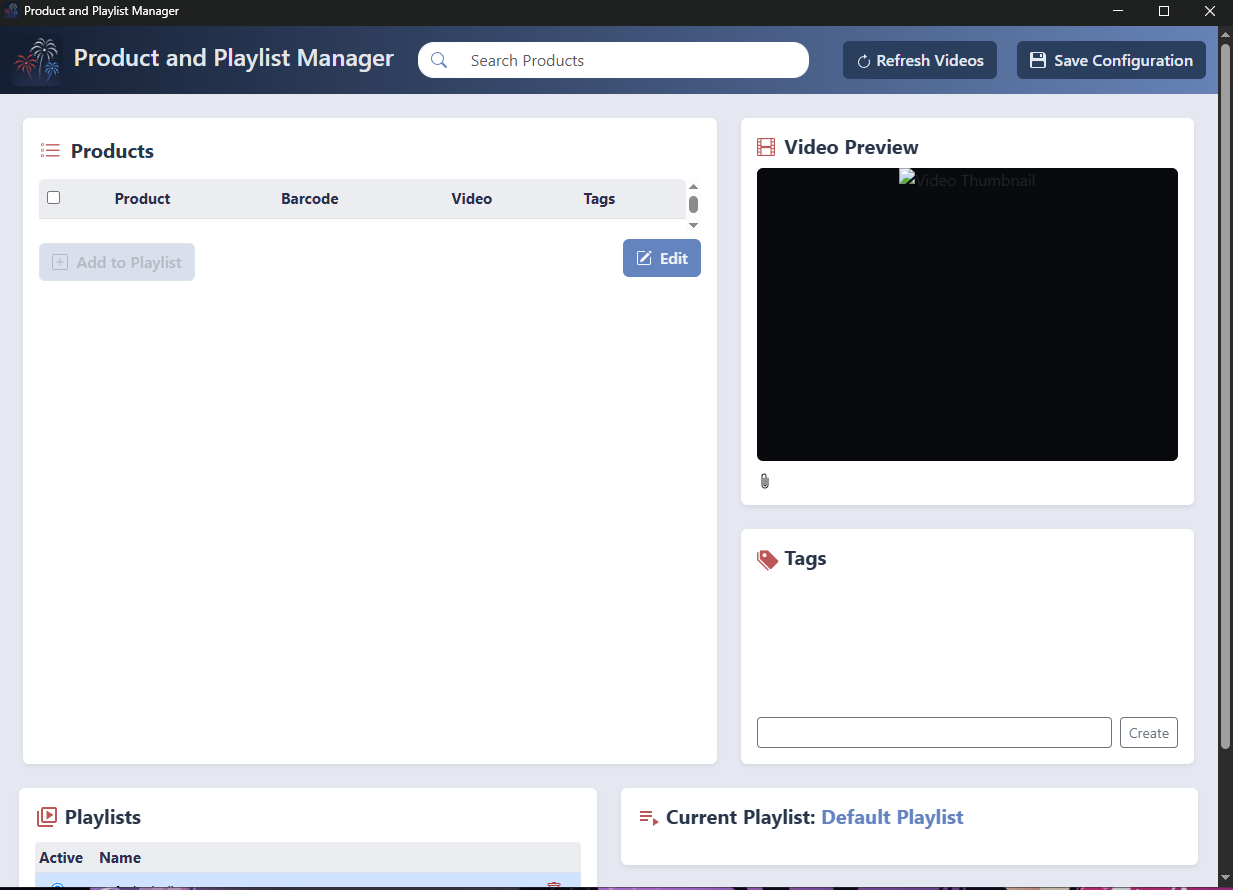 Product and Playlist Manager
Product and Playlist Manager
Search Products
Refresh Videos
Save Configuration
Products
Product Barcode Video Tags
Add to Playlist
Edit
Video Preview
Video Thumbnail
Tags
Create
Playlists
Active Name
Current Playlist: Default Playlist